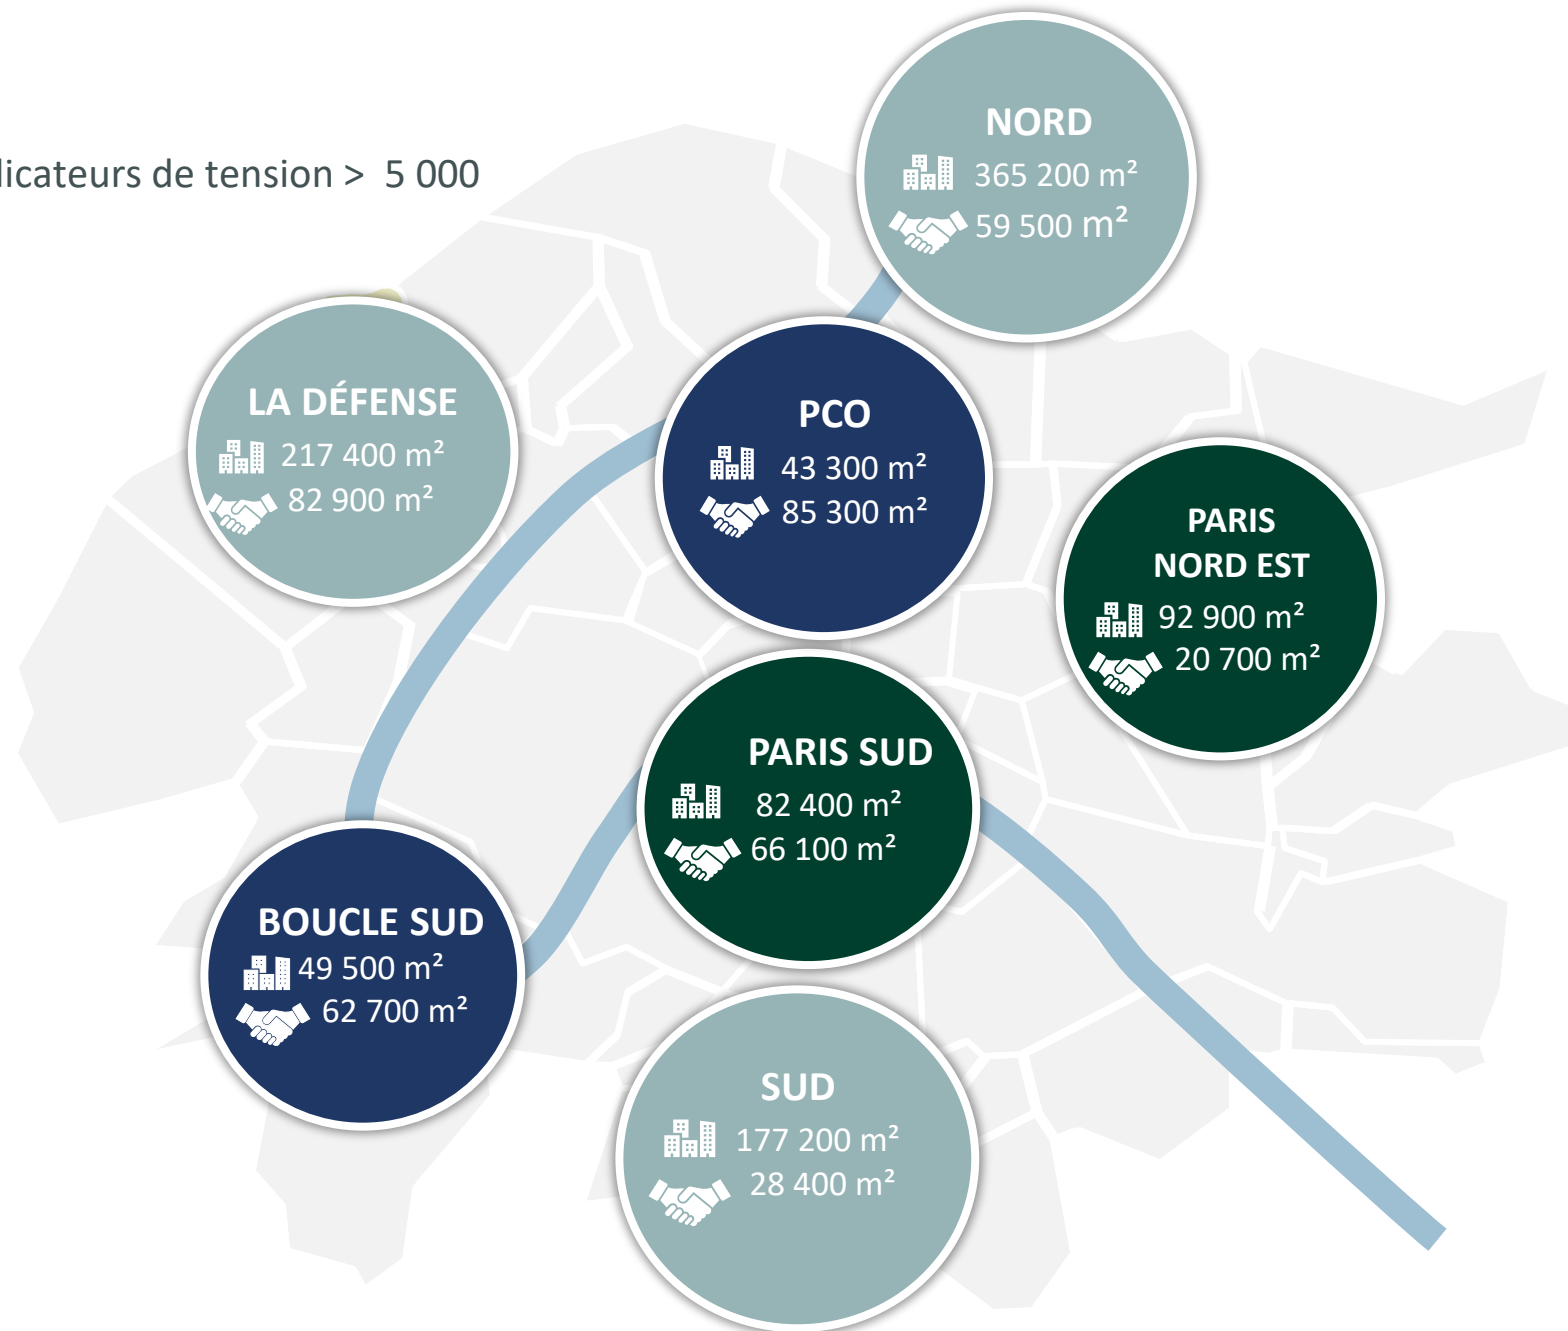 dicateurs de tension >  5 000
NORD
365 200 m²
59 500 m²
LA DÉFENSE
217 400 m²
82 900 m²
PCO
43 300 m²
85 300 m²
PARIS
NORD EST
92 900 m²
20 700 m²
PARIS SUD
82 400 m²
66 100 m²
BOUCLE SUD
49 500 m²
62 700 m²
SUD
177 200 m²
28 400 m²